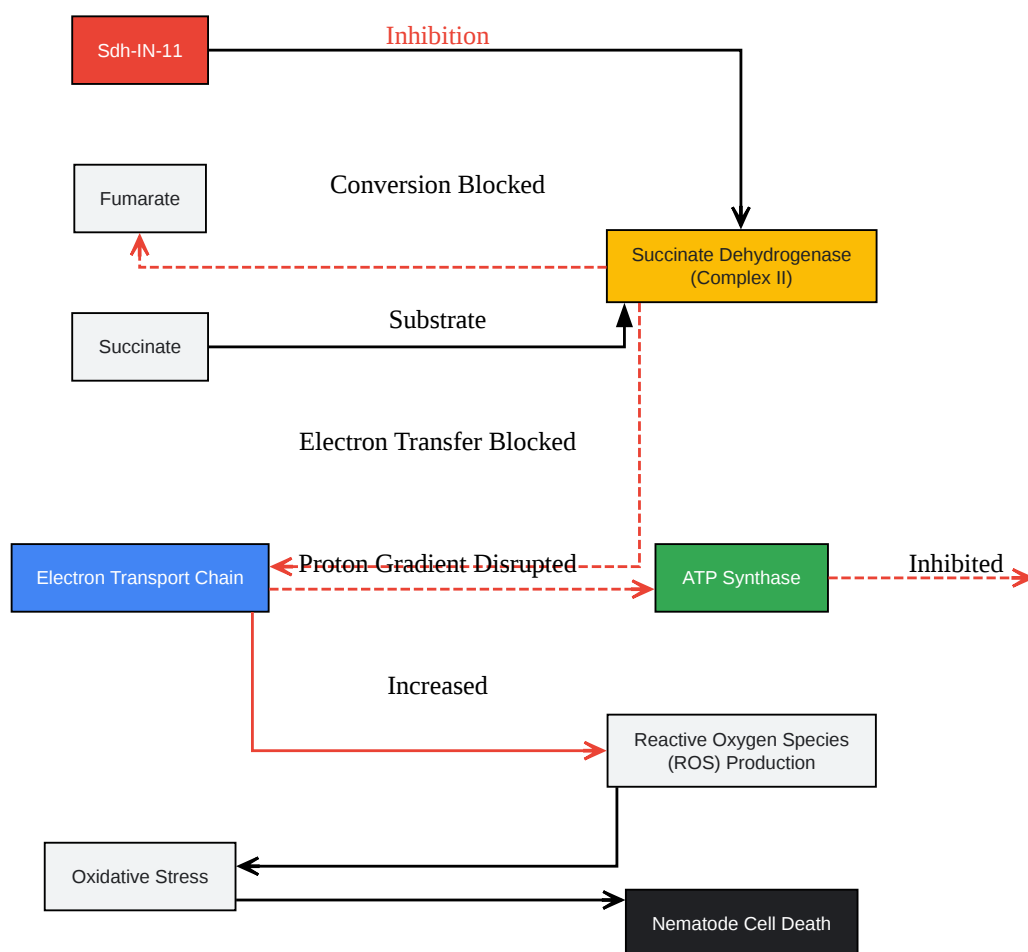 Sdh-IN-11
Inhibition
Fumarate
Conversion Blocked
Succinate Dehydrogenase
(Complex II)
Succinate
Substrate
Electron Transfer Blocked
Electron Transport Chain
Proton Gradient Disrupted
ATP Synthase
Inhibited
Increased
Reactive Oxygen Species
(ROS) Production
Oxidative Stress
Nematode Cell Death